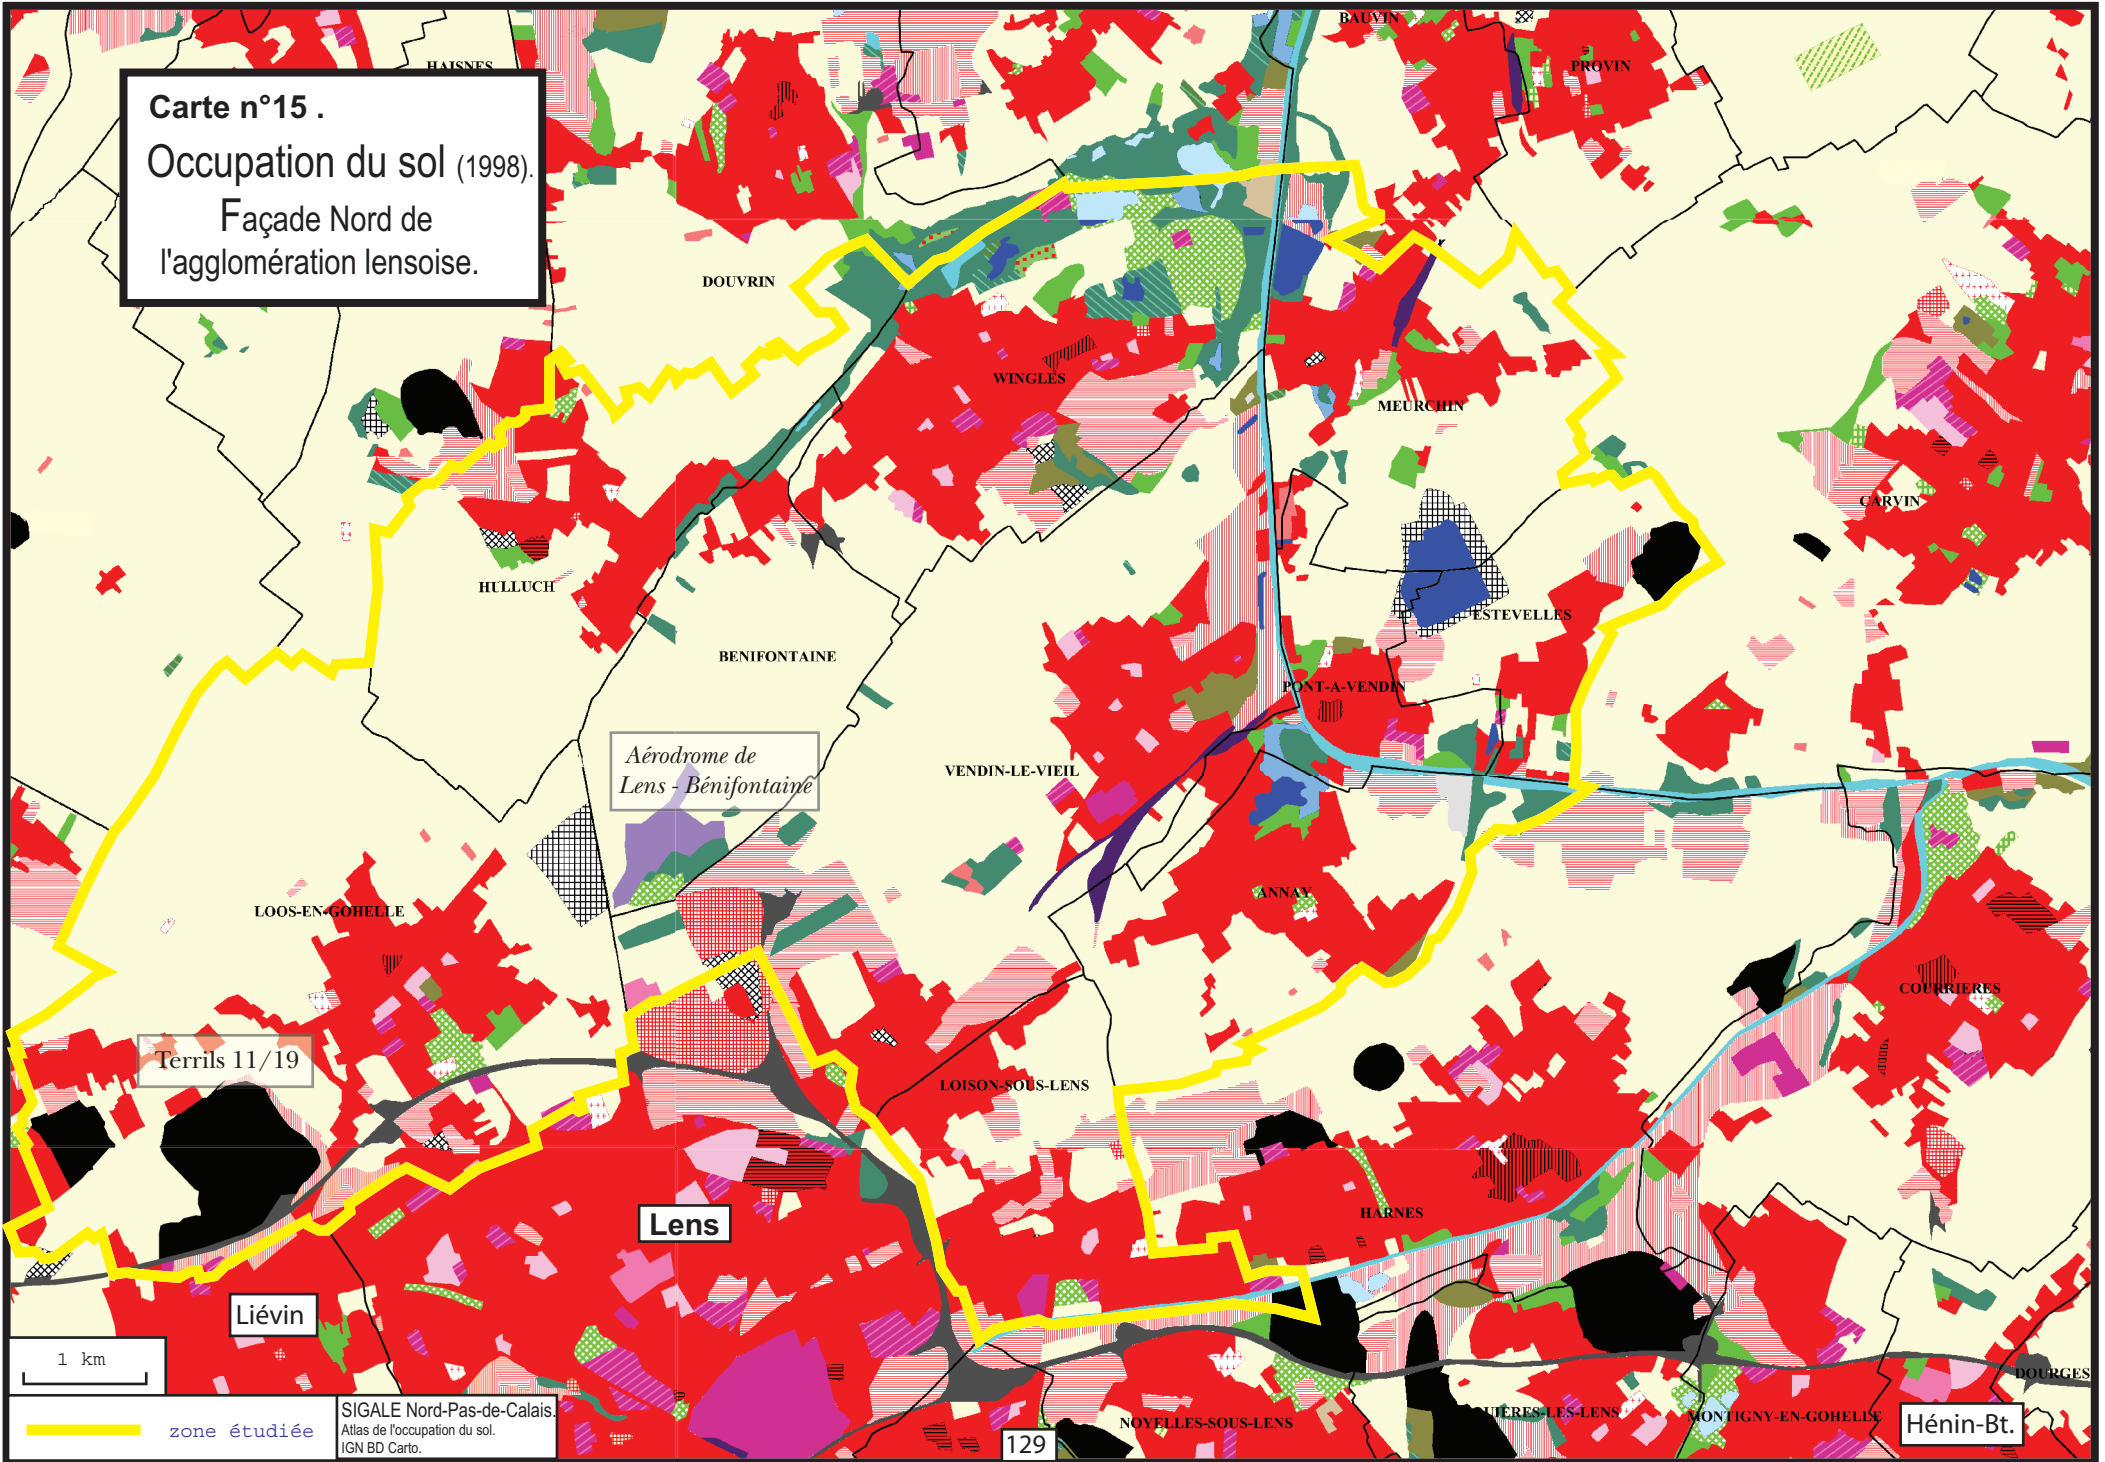 BAUVIN
HAISNES
PROVIN
Carte n°15 .
Occupation du sol (1998).
Façade Nord de
l'agglomération lensoise.
DOUVRIN
WINGLES
MEURCHIN
CARVIN
HULLUCH
ESTEVELLES
BENIFONTAINE
PONT-A-VENDIN
Aérodrome de
Lens - Bénifontaine
VENDIN-LE-VIEIL
ANNAY
LOOS-EN-GOHELLE
COURRIERES
Terrils 11/19
LOISON-SOUS-LENS
HARNES
Lens
Liévin
1 km
DOURGES
zone étudiée
SIGALE Nord-Pas-de-Calais.
Atlas de l'occupation du sol.
IGN BD Carto.
NOYELLES-SOUS-LENS
129
UIERES-LES-LENS
MONTIGNY-EN-GOHELLE
Hénin-Bt.